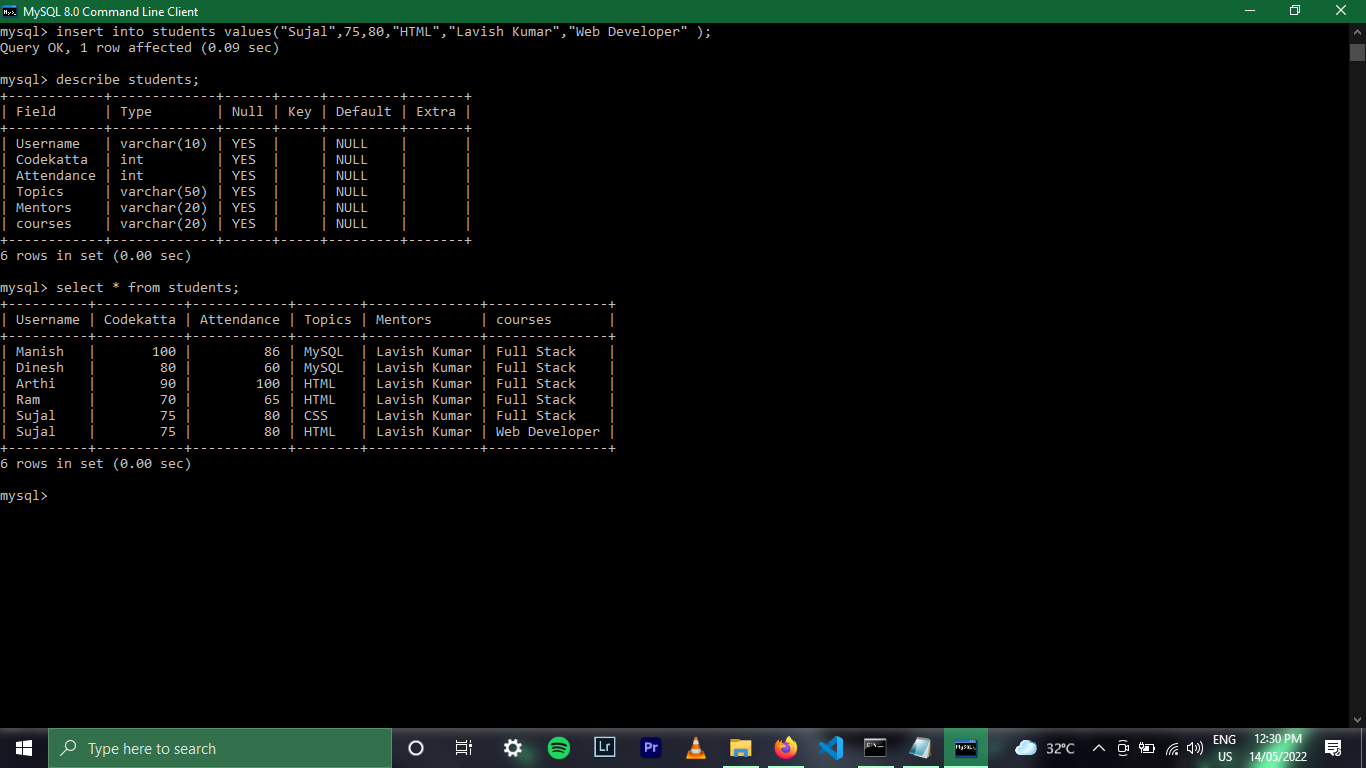 MySQL 8.0 Command Line Client
mysql> insert into students values("Sujal",75,80,"HTML","Lavish Kumar","Web Developer" );
Query OK, 1 row affected (0.09 sec)
mysql> describe students;
+------------+-------------+------+-----+---------+-------+
| Field      | Type        | Null | Key | Default | Extra |
+------------+-------------+------+-----+---------+-------+
| Username   | varchar(10) | YES  |     | NULL    |       |
| Codekatta  | int         | YES  |     | NULL    |       |
| Attendance | int         | YES  |     | NULL    |       |
| Topics     | varchar(50) | YES  |     | NULL    |       |
| Mentors    | varchar(20) | YES  |     | NULL    |       |
| courses    | varchar(20) | YES  |     | NULL    |       |
+------------+-------------+------+-----+---------+-------+
6 rows in set (0.00 sec)
mysql> select * from students;
+----------+-----------+------------+--------+--------------+---------------+
| Username | Codekatta | Attendance | Topics | Mentors      | courses       |
+----------+-----------+------------+--------+--------------+---------------+
| Manish   |       100 |         86 | MySQL  | Lavish Kumar | Full Stack    |
| Dinesh   |        80 |         60 | MySQL  | Lavish Kumar | Full Stack    |
| Arthi    |        90 |        100 | HTML   | Lavish Kumar | Full Stack    |
| Ram      |        70 |         65 | HTML   | Lavish Kumar | Full Stack    |
| Sujal    |        75 |         80 | CSS    | Lavish Kumar | Full Stack    |
| Sujal    |        75 |         80 | HTML   | Lavish Kumar | Web Developer |
+----------+-----------+------------+--------+--------------+---------------+
6 rows in set (0.00 sec)
mysql>
Type here to search
Lr
Pr
32°C
ENG
US
12:30 PM
14/05/2022